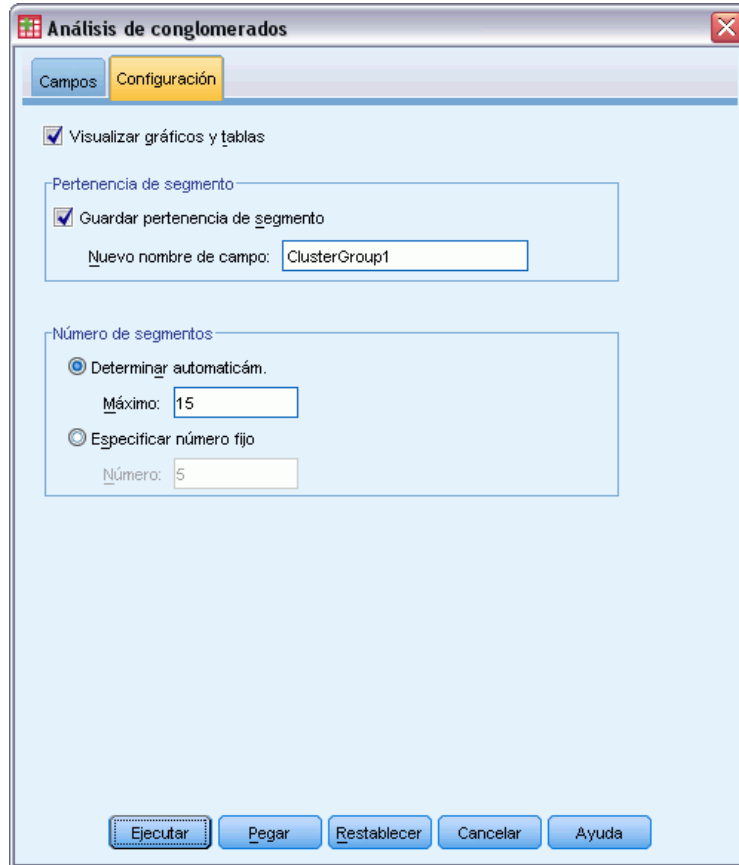 Análisis de conglomerados
Campos Configuración
Visualizar gráficos y tablas
Pertenencia de segmento
Guardar pertenencia de segmento
Nuevo nombre de campo: ClusterGroup1
Número de segmentos
Determinar automaticám.
Máximo: 15
Especificar número fijo
Número: 5
Ejecutar Pegar Restablecer Cancelar Ayuda